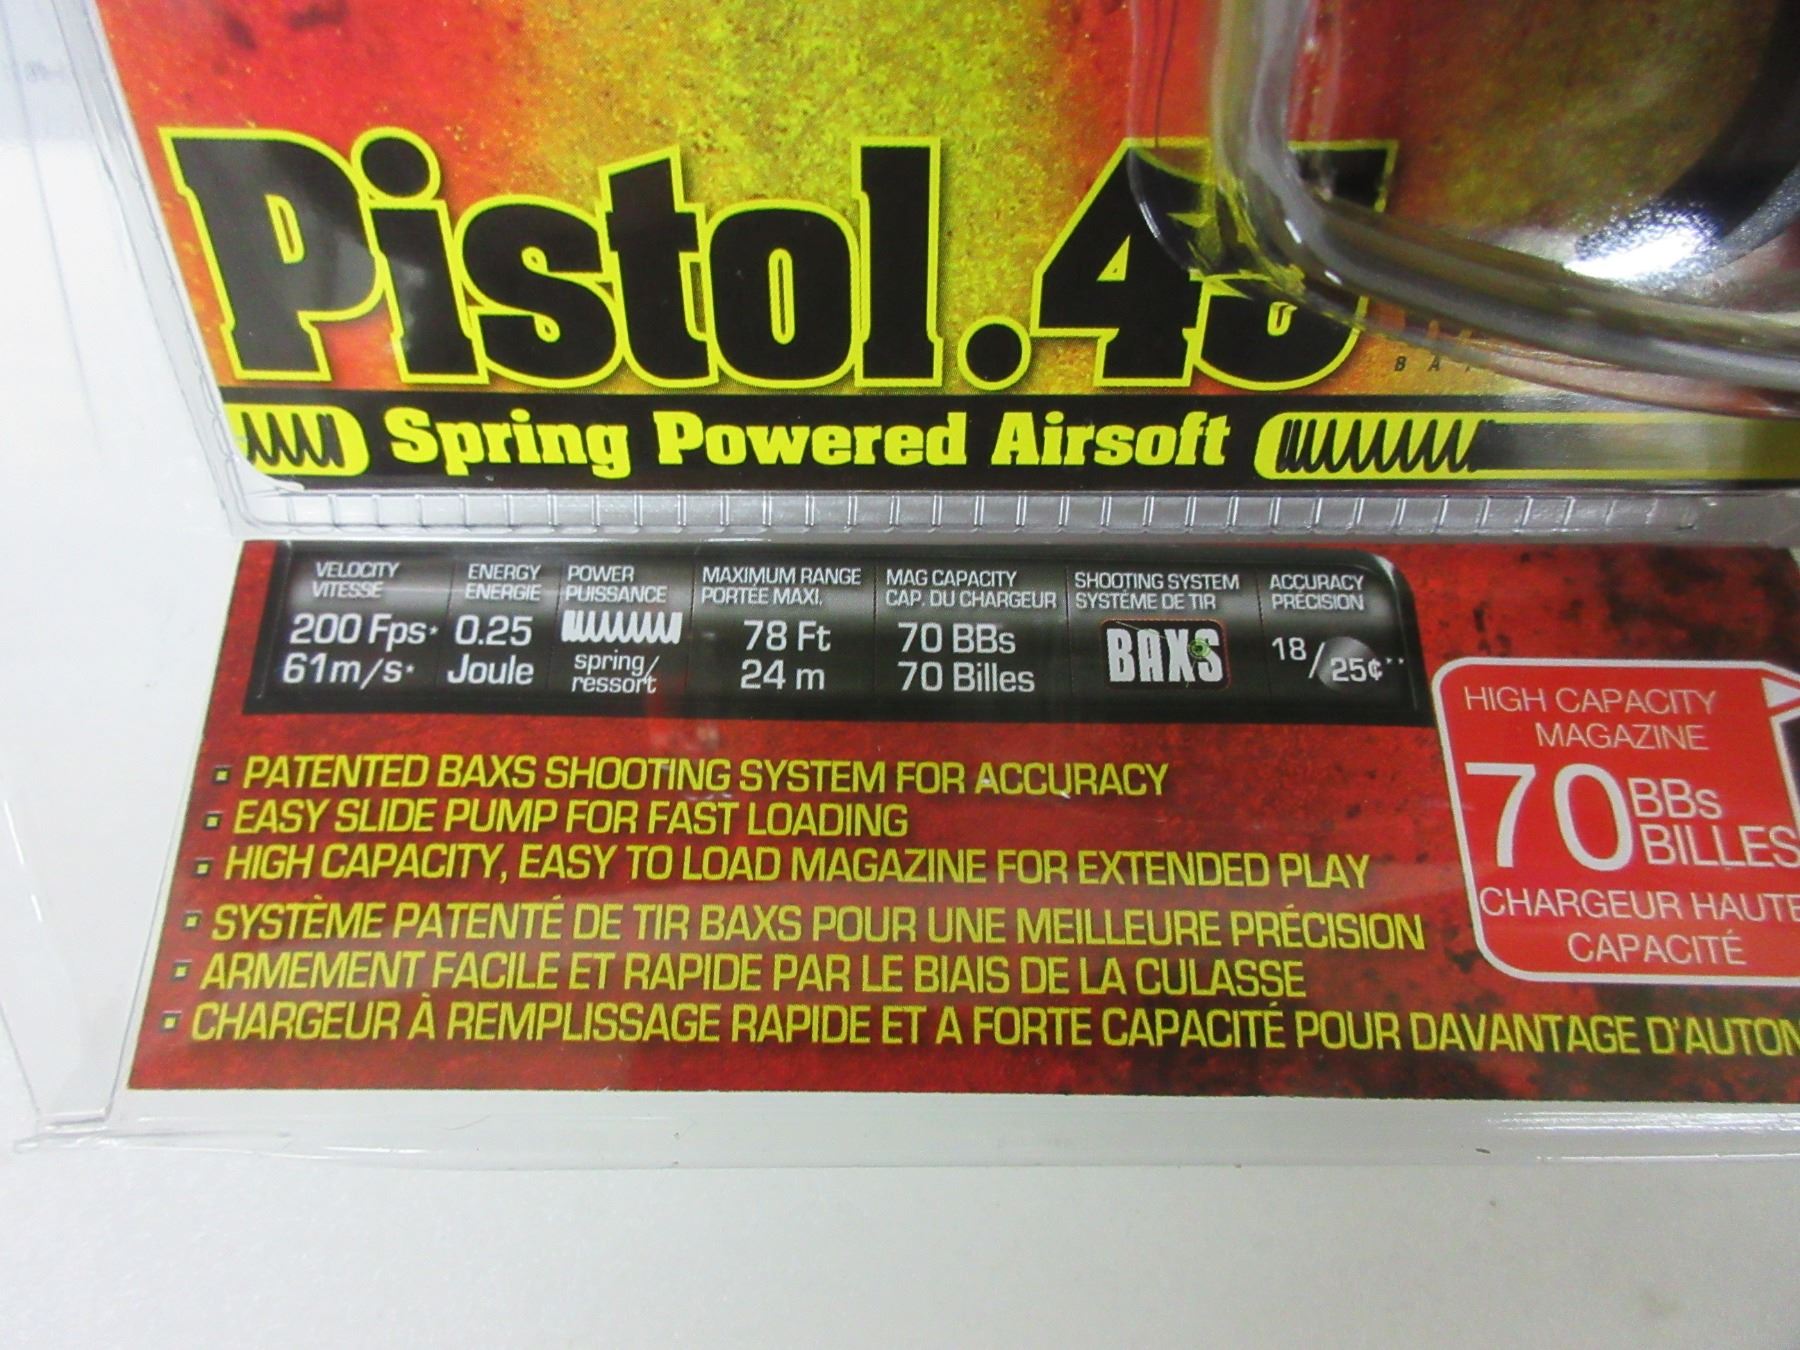 Pistol.45
Spring Powered Airsoft
VELOCITY
VITESSE
200 Fps*
61m/s*
ENERGY
ENERGIE
0.25
Joule
POWER
PUISSANCE
spring/
ressort
MAXIMUM RANGE
PORTÉE MAXI.
78 Ft
24 m
MAG CAPACITY
CAP. DU CHARGEUR
70 BBs
70 Billes
SHOOTING SYSTEM
SYSTÈME DE TIR
BAXS
ACCURACY
PRÉCISION
18/25¢**
PATENTED BAXS SHOOTING SYSTEM FOR ACCURACY
EASY SLIDE PUMP FOR FAST LOADING
HIGH CAPACITY, EASY TO LOAD MAGAZINE FOR EXTENDED PLAY
SYSTÈME PATENTÉ DE TIR BAXS POUR UNE MEILLEURE PRÉCISION
ARMEMENT FACILE ET RAPIDE PAR LE BIAIS DE LA CULASSE
CHARGEUR À REMPLISSAGE RAPIDE ET A FORTE CAPACITÉ POUR DAVANTAGE D'AUTON
HIGH CAPACITY
MAGAZINE
70 BBs
BILLES
CHARGEUR HAUTE
CAPACITÉ